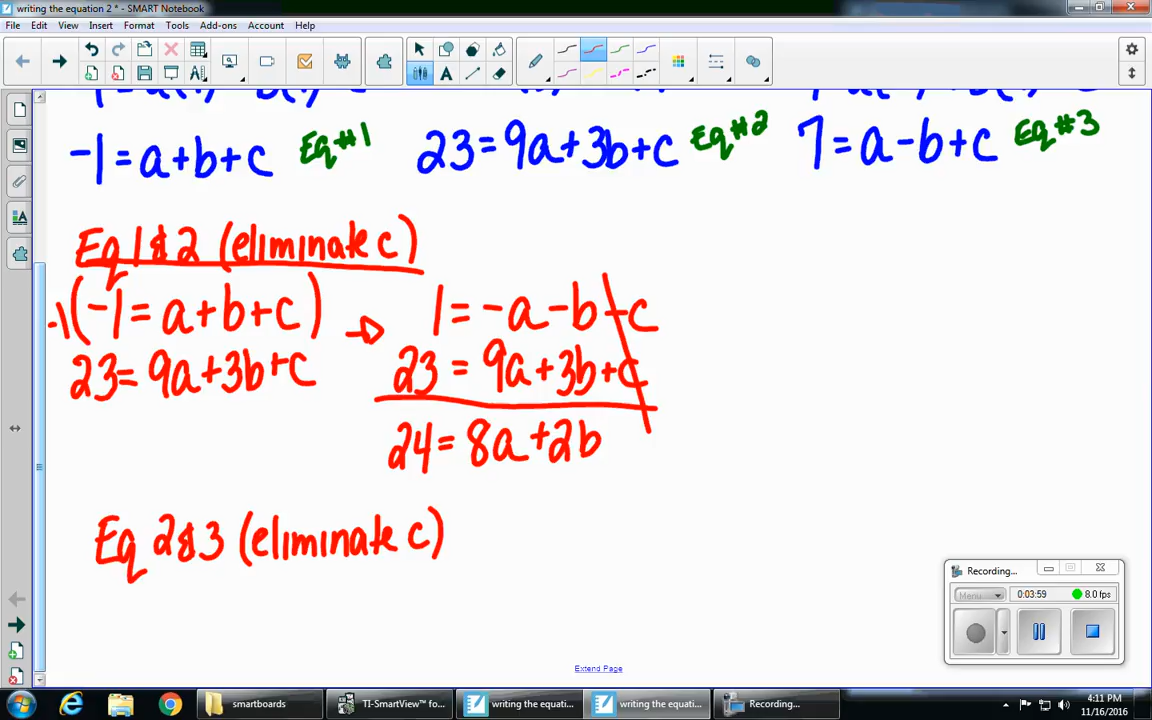 writing the equation 2 * - SMART Notebook
File Edit View Insert Format Tools Add-ons Account Help
-1 = a+b+c Eq #1 23 = 9a+3b+c Eq #2 7 = a-b+c Eq #3
Eq 1 & 2 (eliminate c)
-1(-1 = a+b+c) → 1 = -a-b-c
23 = 9a+3b+c 23 = 9a+3b+c
24 = 8a+2b
Eq 2 & 3 (eliminate c)
Recording...
Menu 0:03:59 8.0 fps
Extend Page
smartboards TI-SmartView™ fo... writing the equati... writing the equati... Recording... 4:11 PM
11/16/2016